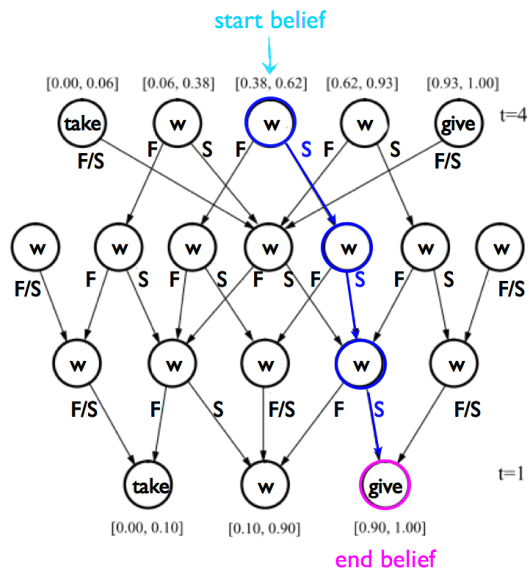 start belief
[0.00, 0.06] [0.06, 0.38] [0.38, 0.62] [0.62, 0.93] [0.93, 1.00]
take w w w give t=4
F/S F S F S F S F/S
w w w w w w w
F/S F S F S F S F S F S F/S
w w w w w
F/S F S F/S F S F/S
take w give t=1
[0.00, 0.10] [0.10, 0.90] [0.90, 1.00]
end belief